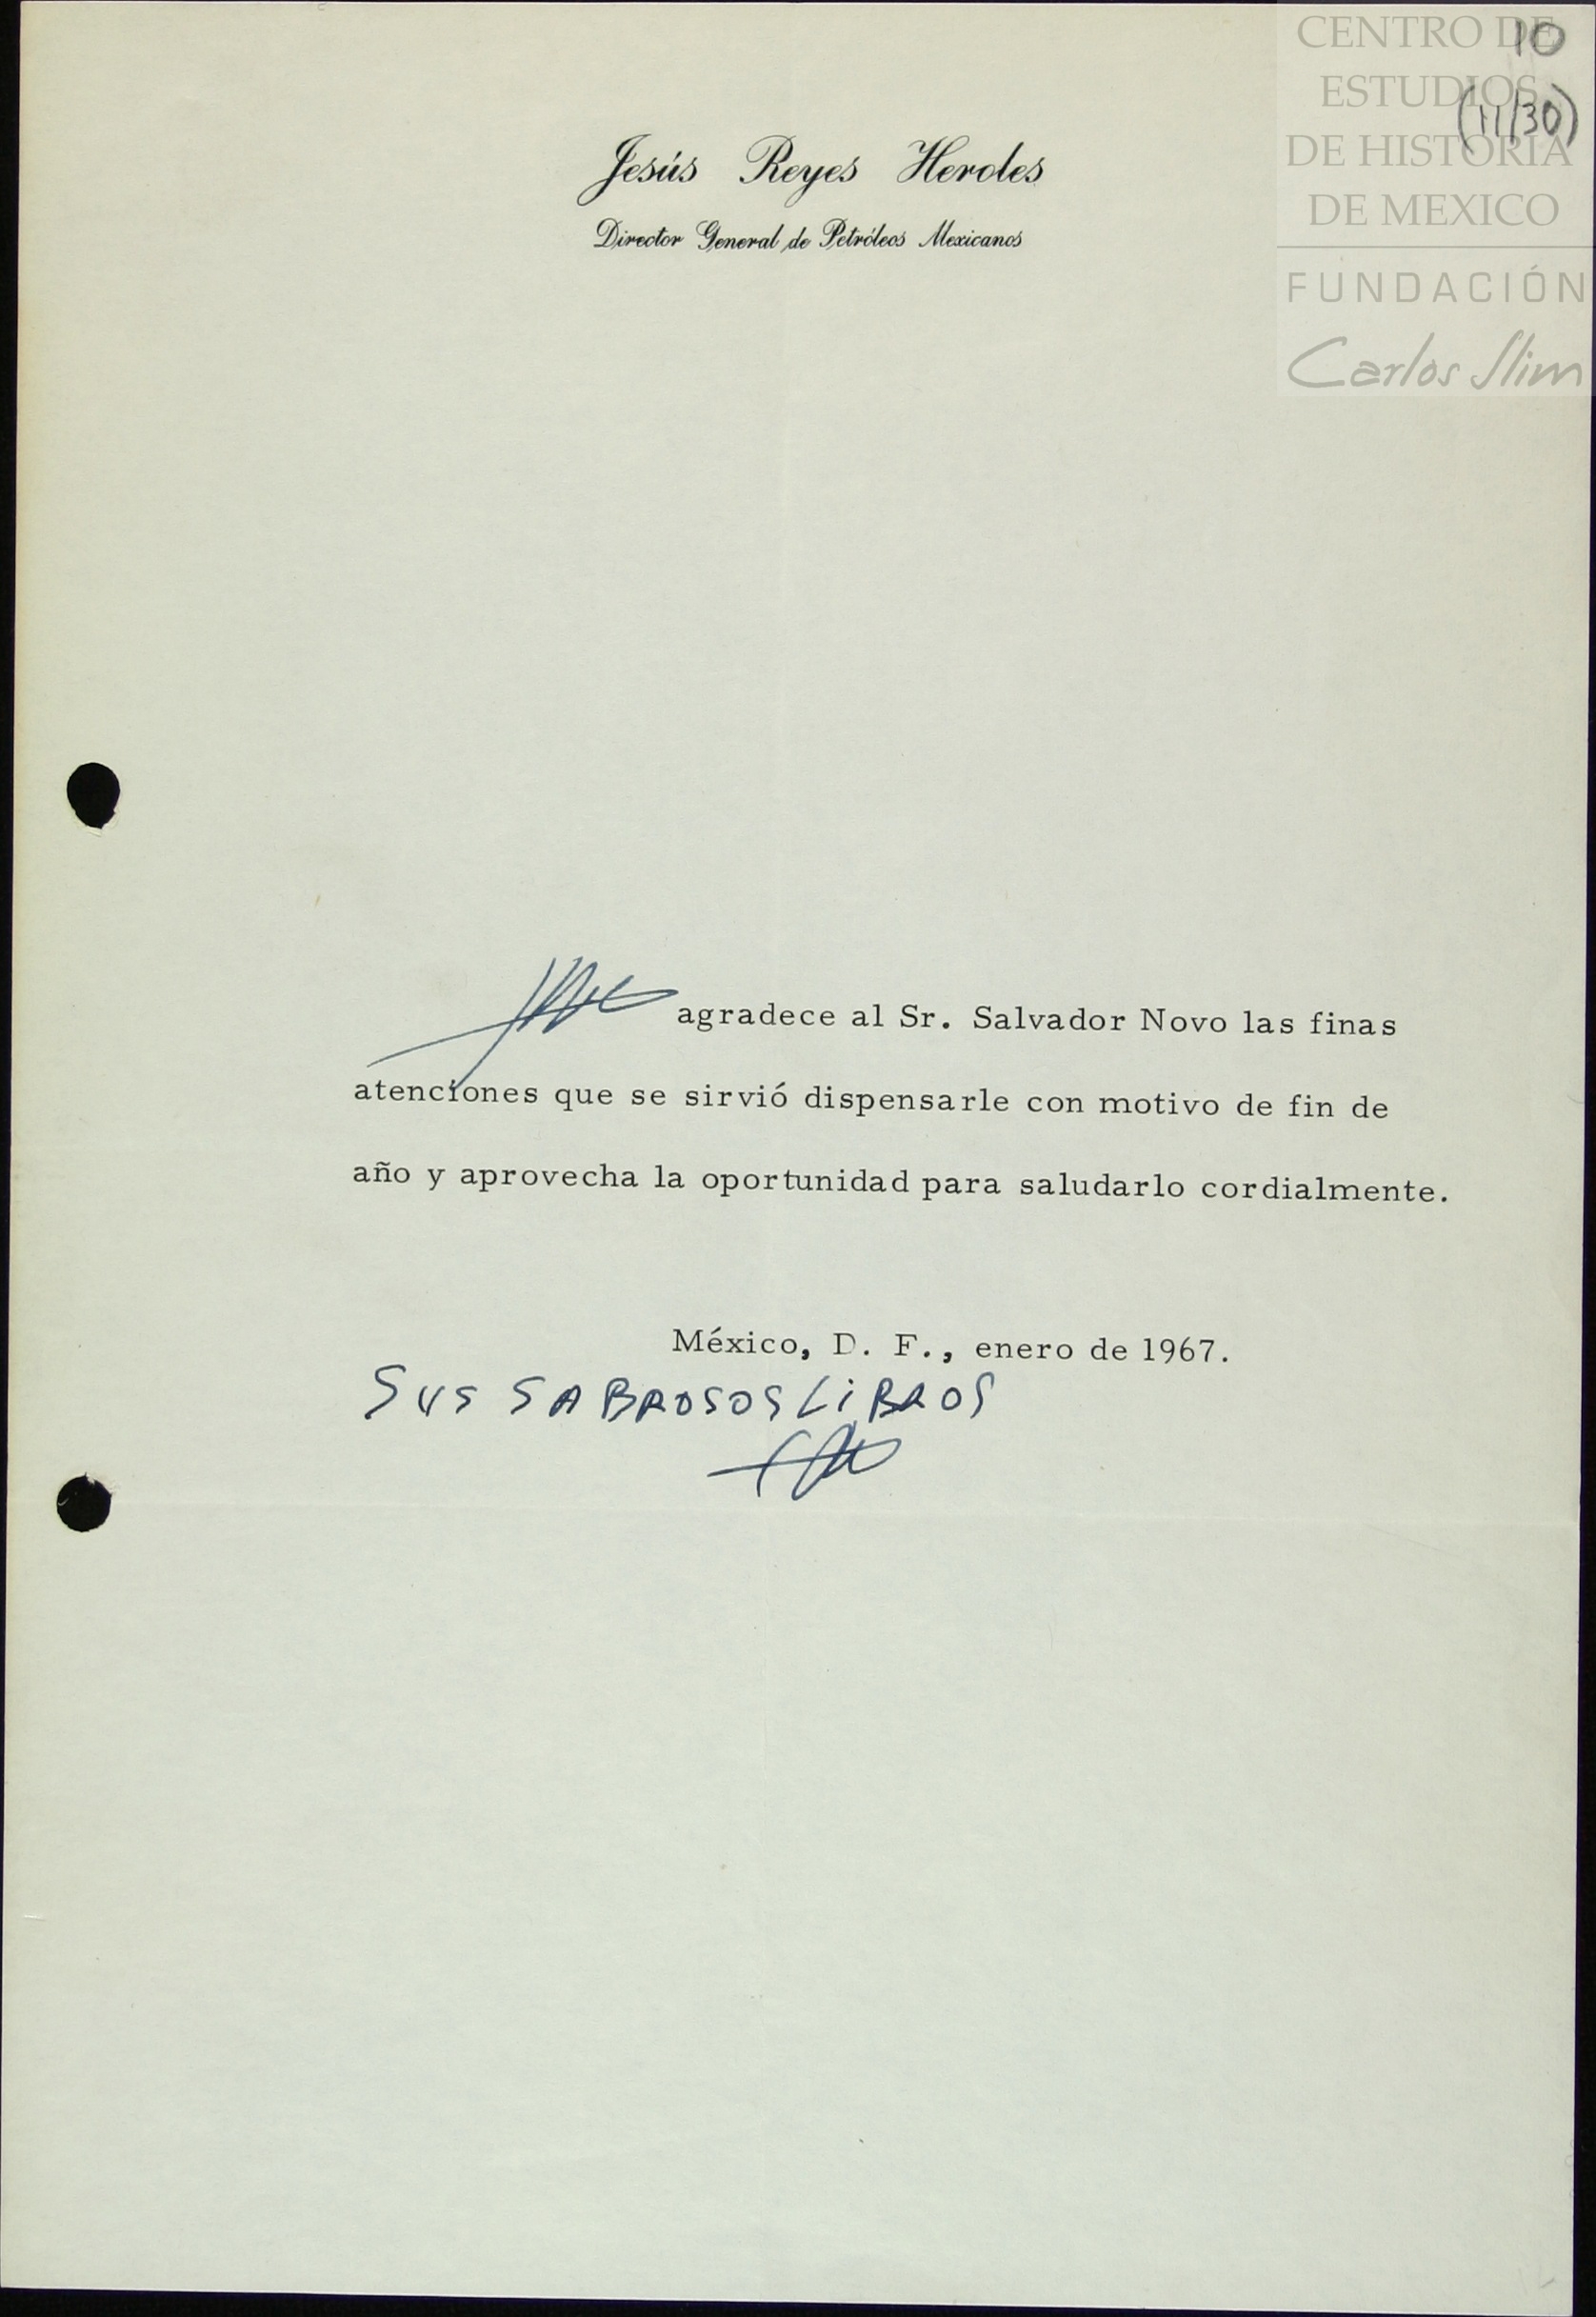 CENTRO DE
10
ESTUDIOS
(11/30)
DE HISTORIA
DE MEXICO
FUNDACIÓN
Carlos Slim
Jesús Reyes Heroles
Director General de Petróleos Mexicanos
agradece al Sr. Salvador Novo las finas
atenciones que se sirvió dispensarle con motivo de fin de
año y aprovecha la oportunidad para saludarlo cordialmente.
México, D. F., enero de 1967.
SUS SABROSOS LiBROS